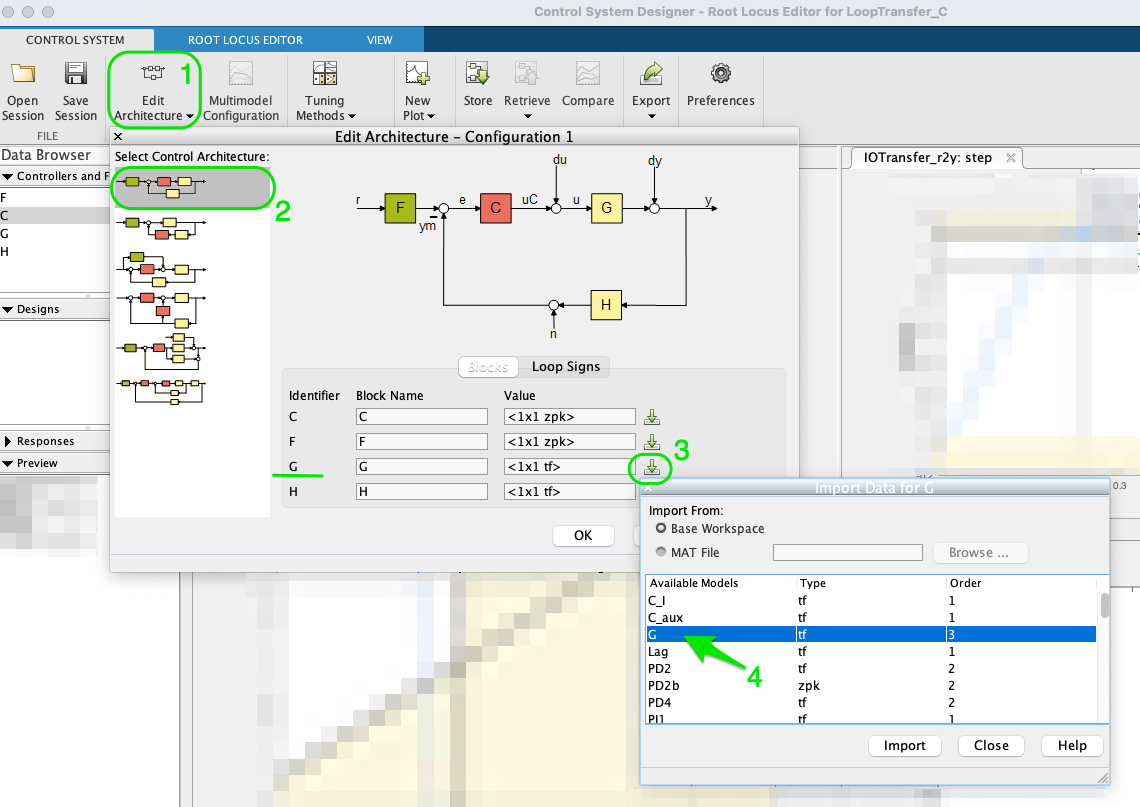 Control System Designer - Root Locus Editor for LoopTransfer_C
CONTROL SYSTEM
ROOT LOCUS EDITOR
VIEW
1
Open
Session
Save
Session
Edit
Architecture
Multimodel
Configuration
Tuning
Methods
New
Plot
Store
Retrieve
Compare
Export
Preferences
FILE
Edit Architecture - Configuration 1
Data Browser
Controllers and F
F
C
G
H
Designs
Responses
Preview
Select Control Architecture:
2
du
dy
r
F
e
C
uC
u
G
y
ym
H
n
Blocks
Loop Signs
Identifier Block Name Value
C C <1x1 zpk>
F F <1x1 zpk>
3
G G <1x1 tf>
H H <1x1 tf>
OK
IOTransfer_r2y: step
0.3
Import Data for G
Import From:
Base Workspace
MAT File
Browse ...
Available Models Type Order
C_I tf 1
C_aux tf 1
G tf 3
Lag tf 1
PD2 tf 2
4
PD2b zpk 2
PD4 tf 2
PI1 tf 1
Import
Close
Help